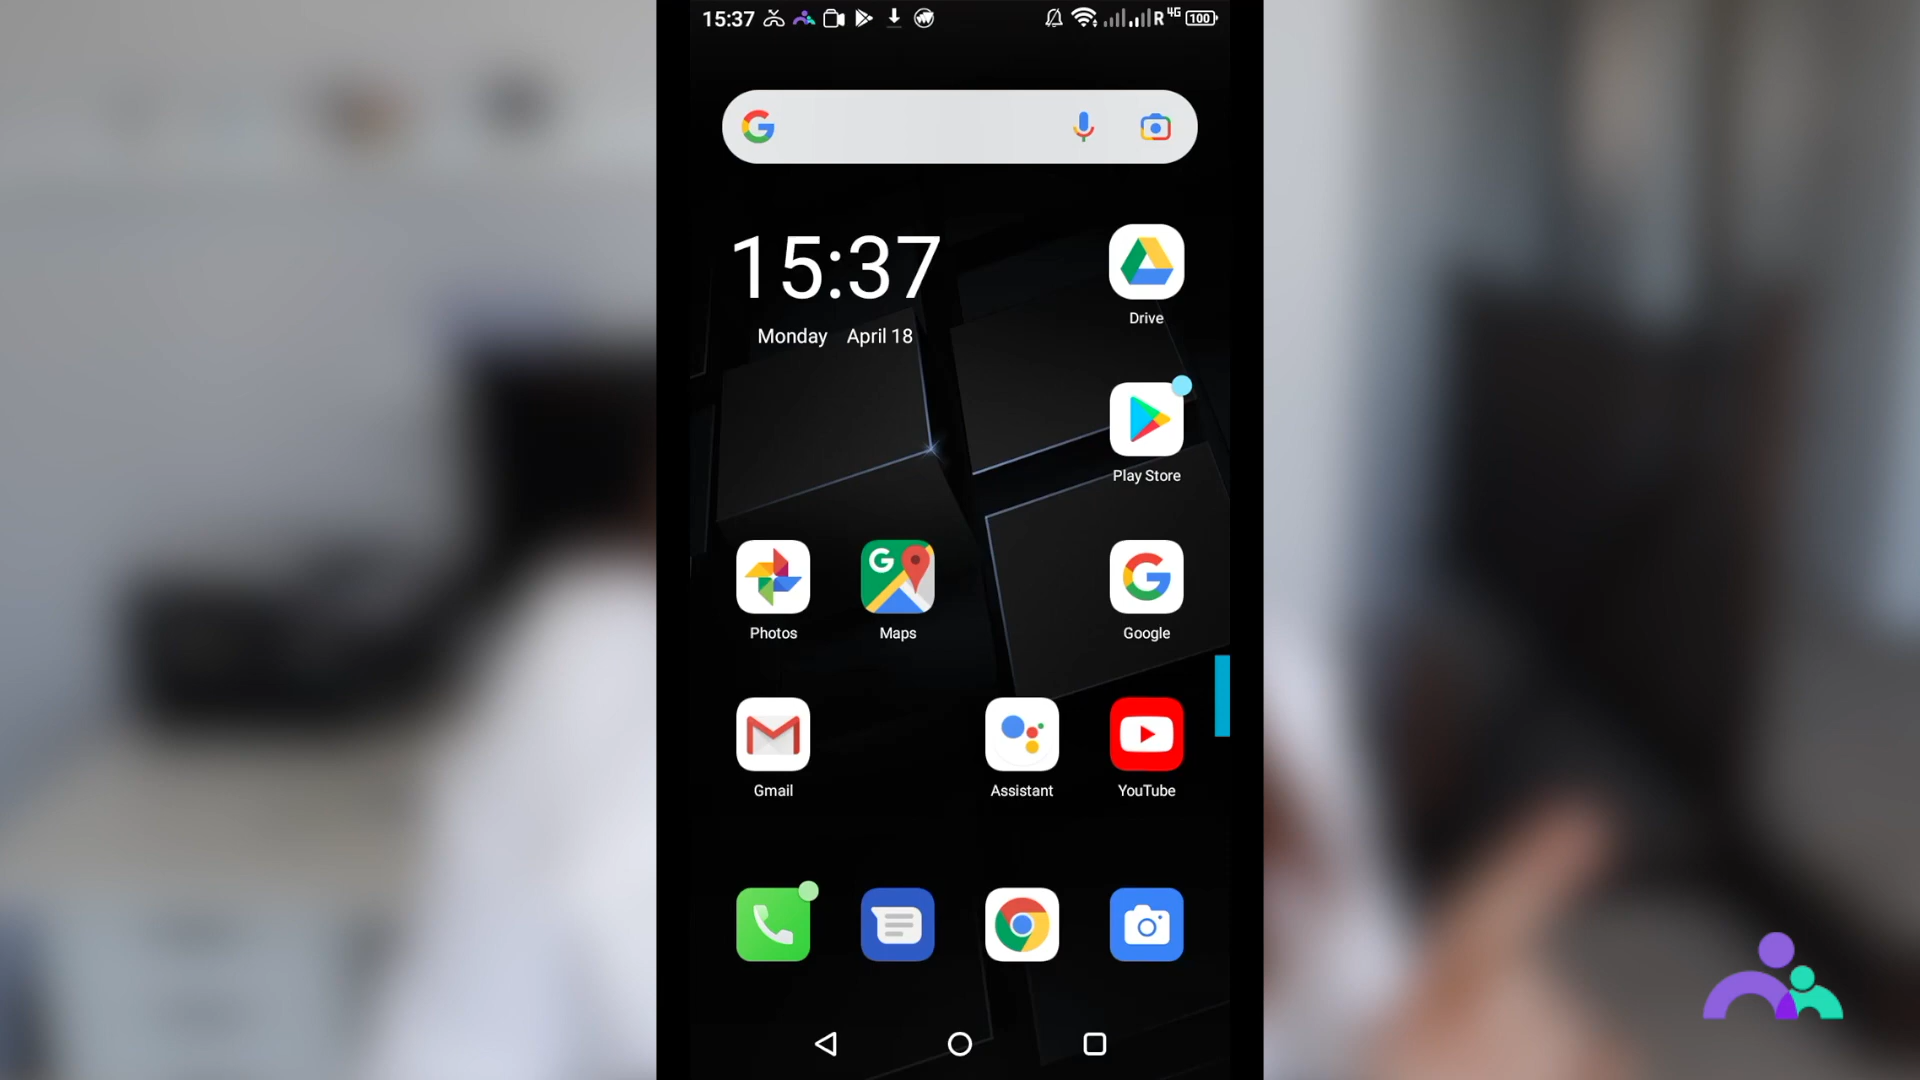 15:37
R 4G 100
15:37
Monday April 18
Drive
Play Store
Photos
Maps
Google
Gmail
Assistant
YouTube